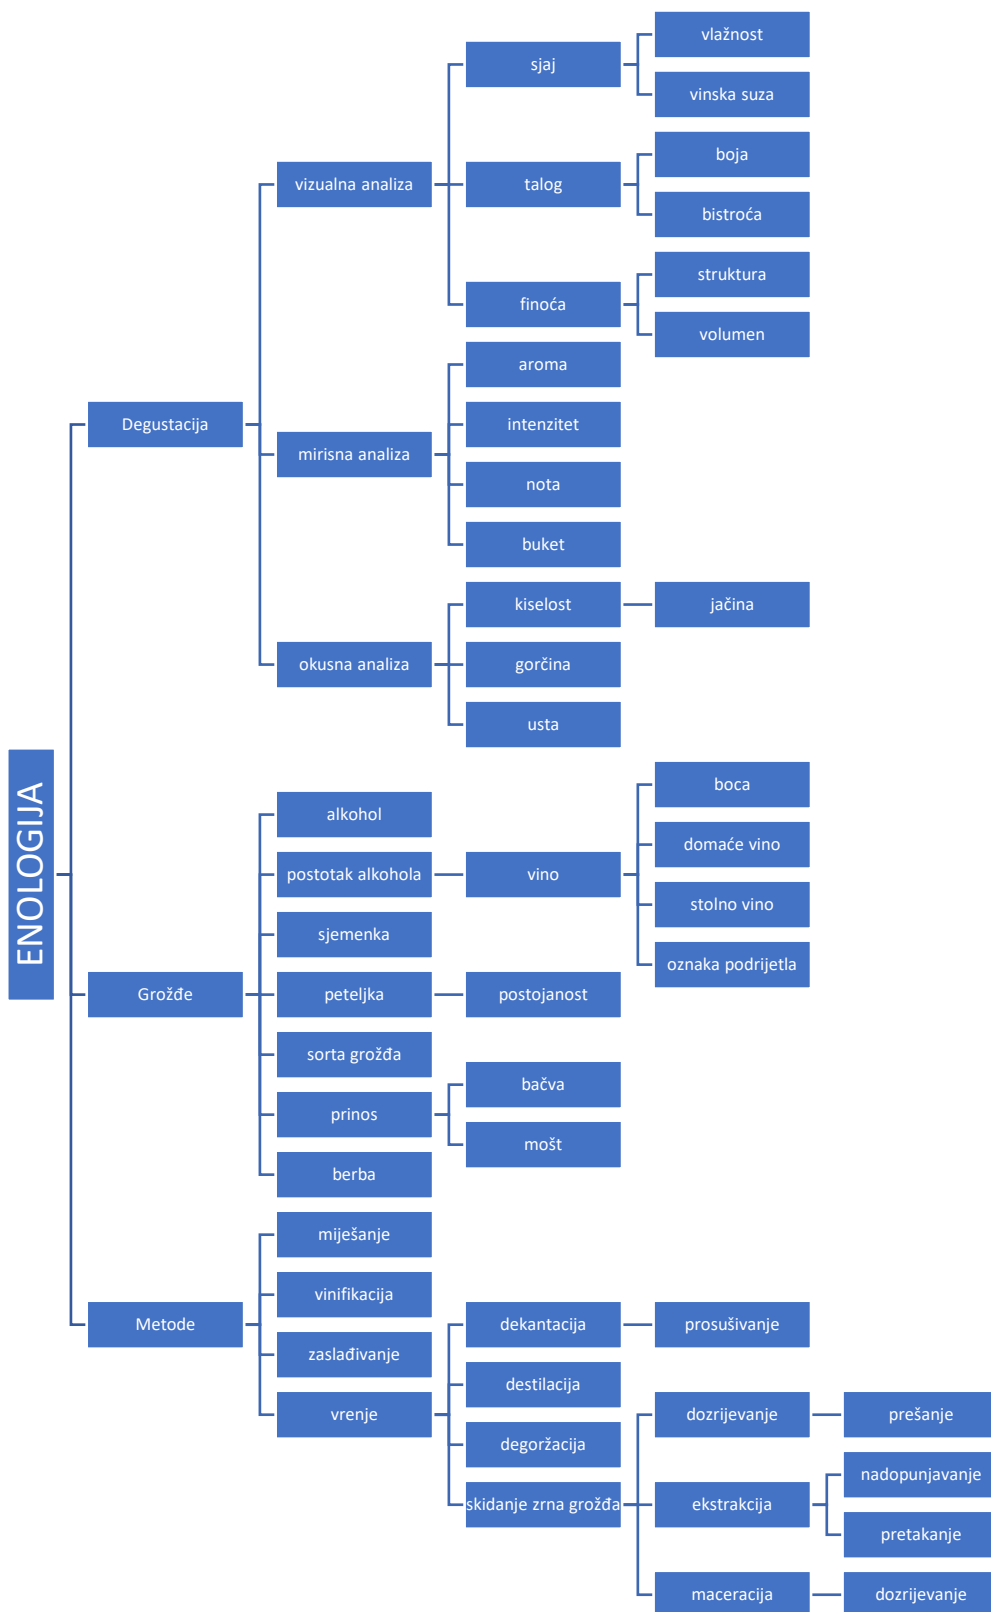 ENOLOGIJA
Degustacija
vizualna analiza
sjaj
vlažnost
vinska suza
talog
boja
bistroća
finoća
struktura
volumen
mirisna analiza
aroma
intenzitet
nota
buket
okusna analiza
kiselost
jačina
gorčina
usta
Grožđe
alkohol
postotak alkohola
vino
boca
domaće vino
stolno vino
oznaka podrijetla
sjemenka
peteljka
postojanost
sorta grožđa
prinos
bačva
mošt
berba
Metode
miješanje
vinifikacija
zaslađivanje
vrenje
dekantacija
prosušivanje
destilacija
degoržacija
skidanje zrna grožđa
dozrijevanje
prešanje
ekstrakcija
nadopunjavanje
pretakanje
maceracija
dozrijevanje